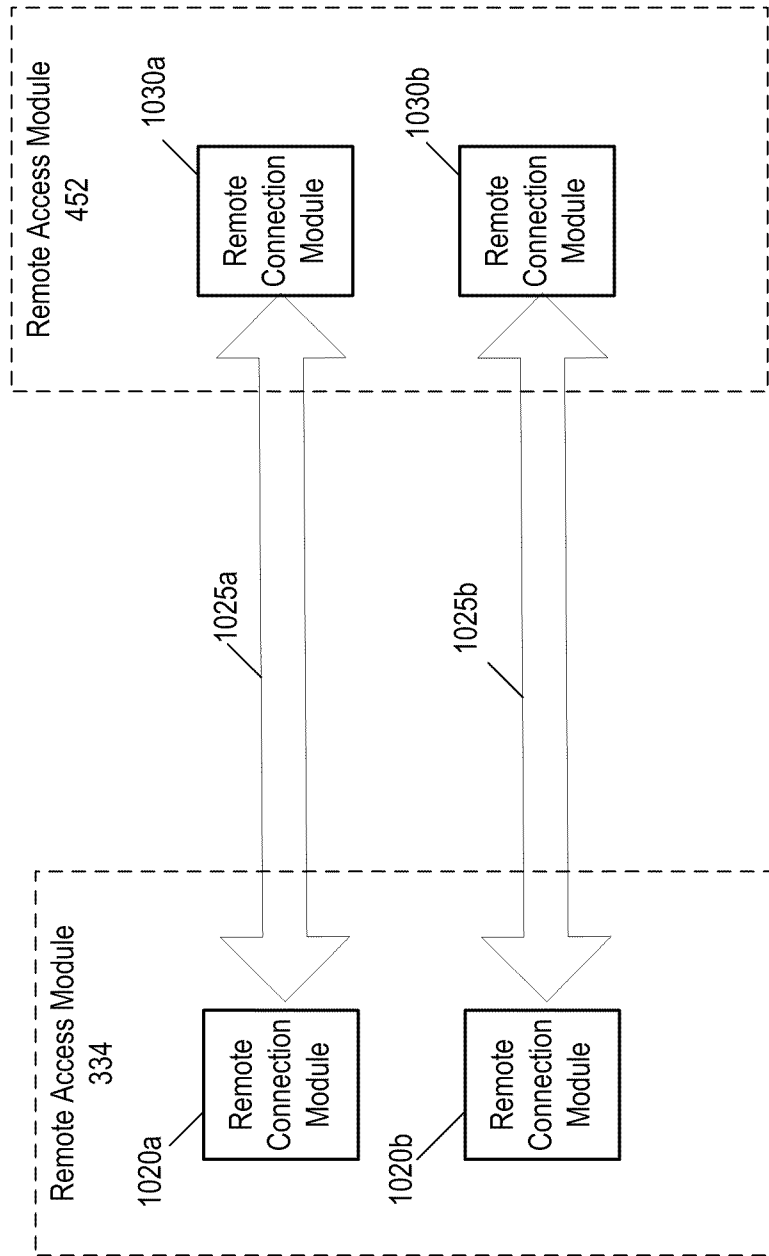 Remote Access Module
334
1020a
Remote
Connection
Module
1020b
Remote
Connection
Module
1025a
1025b
Remote Access Module
452
1030a
Remote
Connection
Module
1030b
Remote
Connection
Module